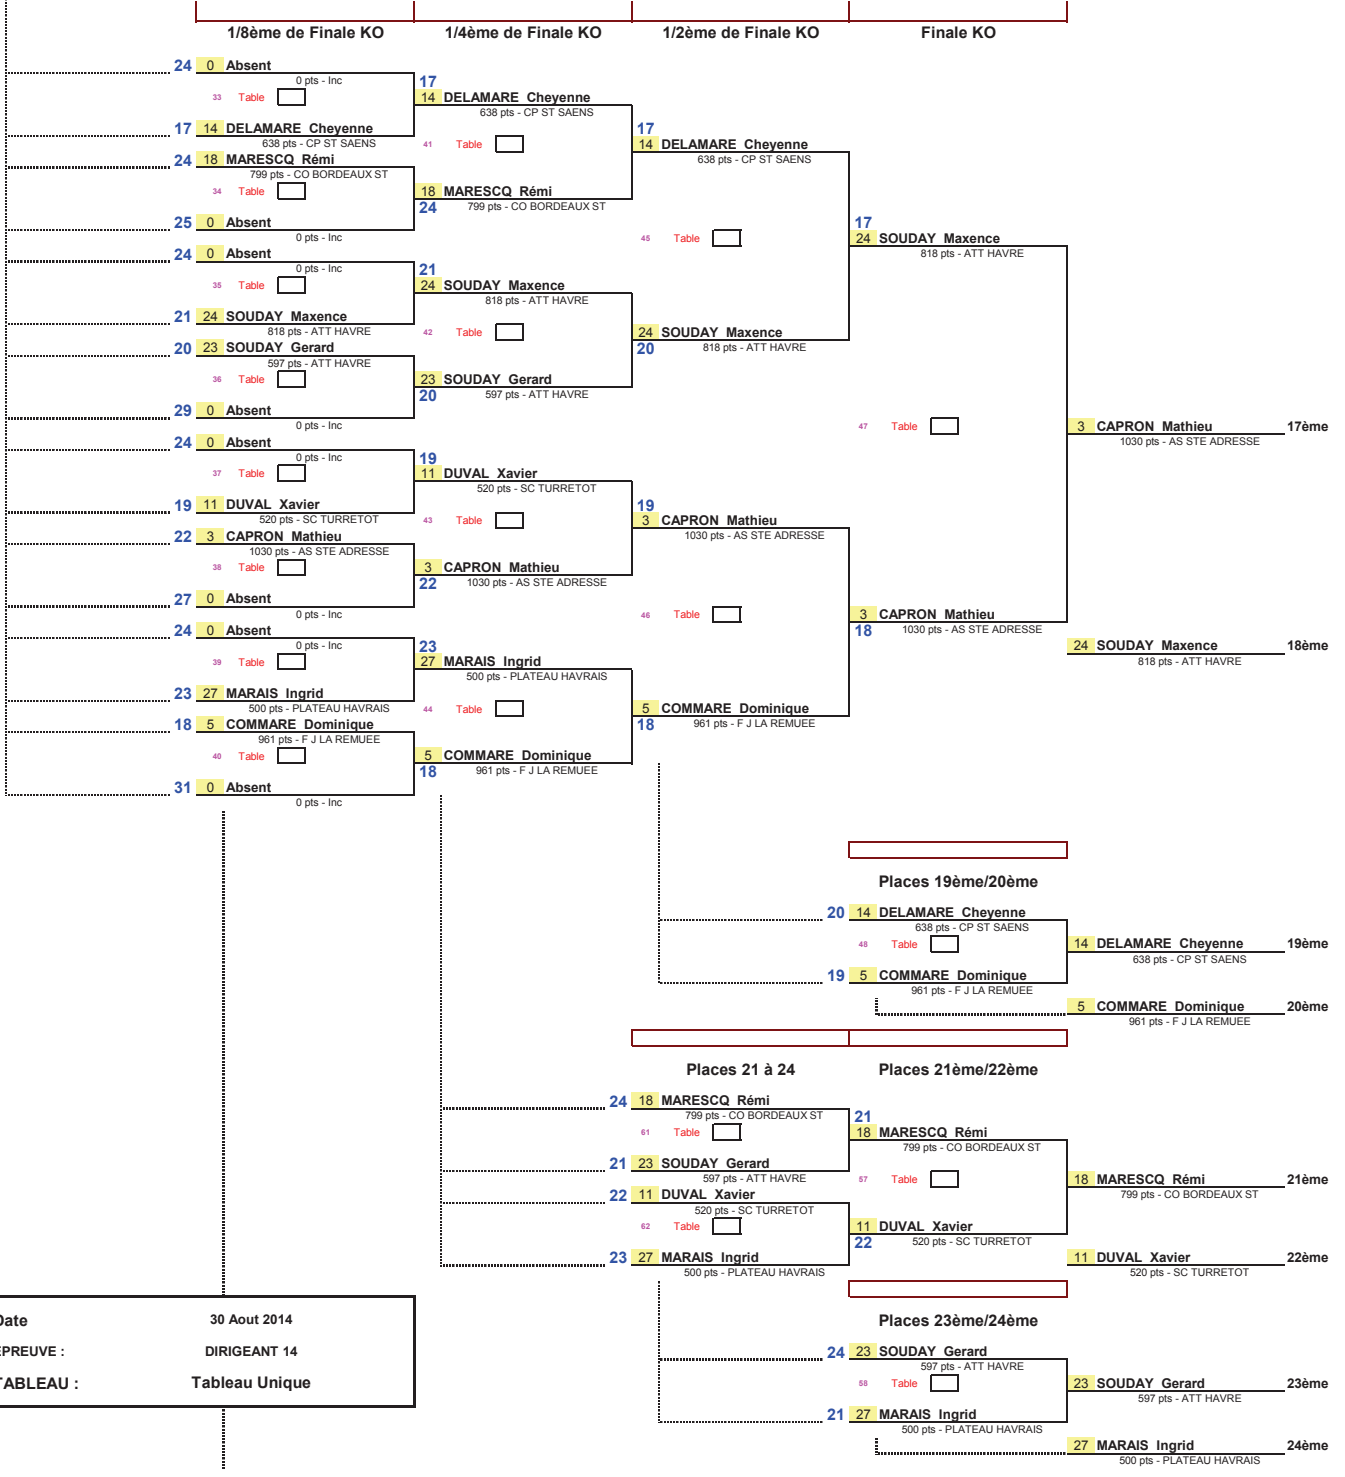 1/8ème de Finale KO 1/4ème de Finale KO 1/2ème de Finale KO Finale KO
24 0 Absent
0 pts - Inc
17
33 Table
14 DELAMARE Cheyenne
638 pts - CP ST SAENS
17 14 DELAMARE Cheyenne
638 pts - CP ST SAENS
17
41 Table
14 DELAMARE Cheyenne
638 pts - CP ST SAENS
24 18 MARESCQ Rémi
799 pts - CO BORDEAUX ST
34 Table
18 MARESCQ Rémi
24 799 pts - CO BORDEAUX ST
25 0 Absent
0 pts - Inc
17
45 Table
24 SOUDAY Maxence
818 pts - ATT HAVRE
24 0 Absent
0 pts - Inc
21
35 Table
24 SOUDAY Maxence
818 pts - ATT HAVRE
21 24 SOUDAY Maxence
818 pts - ATT HAVRE
42 Table
24 SOUDAY Maxence
20 818 pts - ATT HAVRE
20 23 SOUDAY Gerard
597 pts - ATT HAVRE
36 Table
23 SOUDAY Gerard
20 597 pts - ATT HAVRE
29 0 Absent
0 pts - Inc
47 Table
3 CAPRON Mathieu 17ème
1030 pts - AS STE ADRESSE
24 0 Absent
0 pts - Inc
19
37 Table
11 DUVAL Xavier
520 pts - SC TURRETOT
19 11 DUVAL Xavier
520 pts - SC TURRETOT
19
43 Table
3 CAPRON Mathieu
1030 pts - AS STE ADRESSE
22 3 CAPRON Mathieu
1030 pts - AS STE ADRESSE
38 Table
3 CAPRON Mathieu
22 1030 pts - AS STE ADRESSE
27 0 Absent
0 pts - Inc
46 Table
3 CAPRON Mathieu
18 1030 pts - AS STE ADRESSE
24 0 Absent
0 pts - Inc
23
24 SOUDAY Maxence 18ème
818 pts - ATT HAVRE
39 Table
27 MARAIS Ingrid
500 pts - PLATEAU HAVRAIS
23 27 MARAIS Ingrid
500 pts - PLATEAU HAVRAIS
44 Table
5 COMMARE Dominique
18 961 pts - F J LA REMUEE
18 5 COMMARE Dominique
961 pts - F J LA REMUEE
40 Table
5 COMMARE Dominique
18 961 pts - F J LA REMUEE
31 0 Absent
0 pts - Inc
Places 19ème/20ème
20 14 DELAMARE Cheyenne
638 pts - CP ST SAENS
48 Table
14 DELAMARE Cheyenne 19ème
638 pts - CP ST SAENS
19 5 COMMARE Dominique
961 pts - F J LA REMUEE
5 COMMARE Dominique 20ème
961 pts - F J LA REMUEE
Places 21 à 24 Places 21ème/22ème
24 18 MARESCQ Rémi
799 pts - CO BORDEAUX ST
21
61 Table
18 MARESCQ Rémi
799 pts - CO BORDEAUX ST
21 23 SOUDAY Gerard
597 pts - ATT HAVRE
57 Table
18 MARESCQ Rémi 21ème
799 pts - CO BORDEAUX ST
22 11 DUVAL Xavier
520 pts - SC TURRETOT
62 Table
11 DUVAL Xavier
22 520 pts - SC TURRETOT
23 27 MARAIS Ingrid
500 pts - PLATEAU HAVRAIS
11 DUVAL Xavier 22ème
520 pts - SC TURRETOT
Places 23ème/24ème
24 23 SOUDAY Gerard
597 pts - ATT HAVRE
58 Table
23 SOUDAY Gerard 23ème
597 pts - ATT HAVRE
21 27 MARAIS Ingrid
500 pts - PLATEAU HAVRAIS
27 MARAIS Ingrid 24ème
500 pts - PLATEAU HAVRAIS
Date 30 Aout 2014
EPREUVE : DIRIGEANT 14
TABLEAU : Tableau Unique